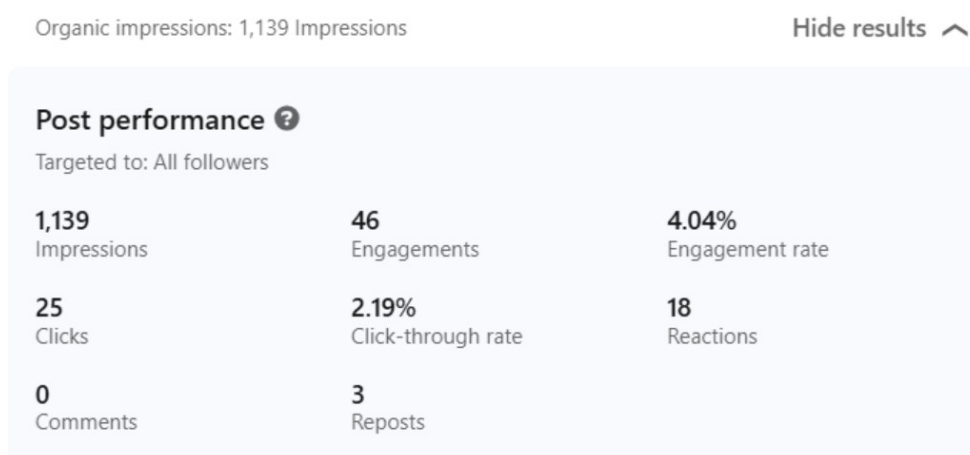 Organic impressions: 1,139 Impressions
Hide results
Post performance
Targeted to: All followers
1,139
46
4.04%
Impressions
Engagements
Engagement rate
25
2.19%
18
Clicks
Click-through rate
Reactions
0
3
Comments
Reposts